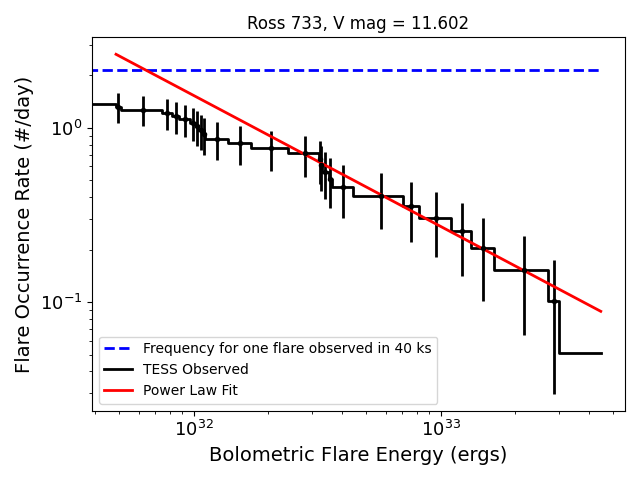 Ross 733, V mag = 11.602
Flare Occurrence Rate (#/day)
10⁰
10⁻¹
Frequency for one flare observed in 40 ks
TESS Observed
Power Law Fit
10³² 10³³
Bolometric Flare Energy (ergs)